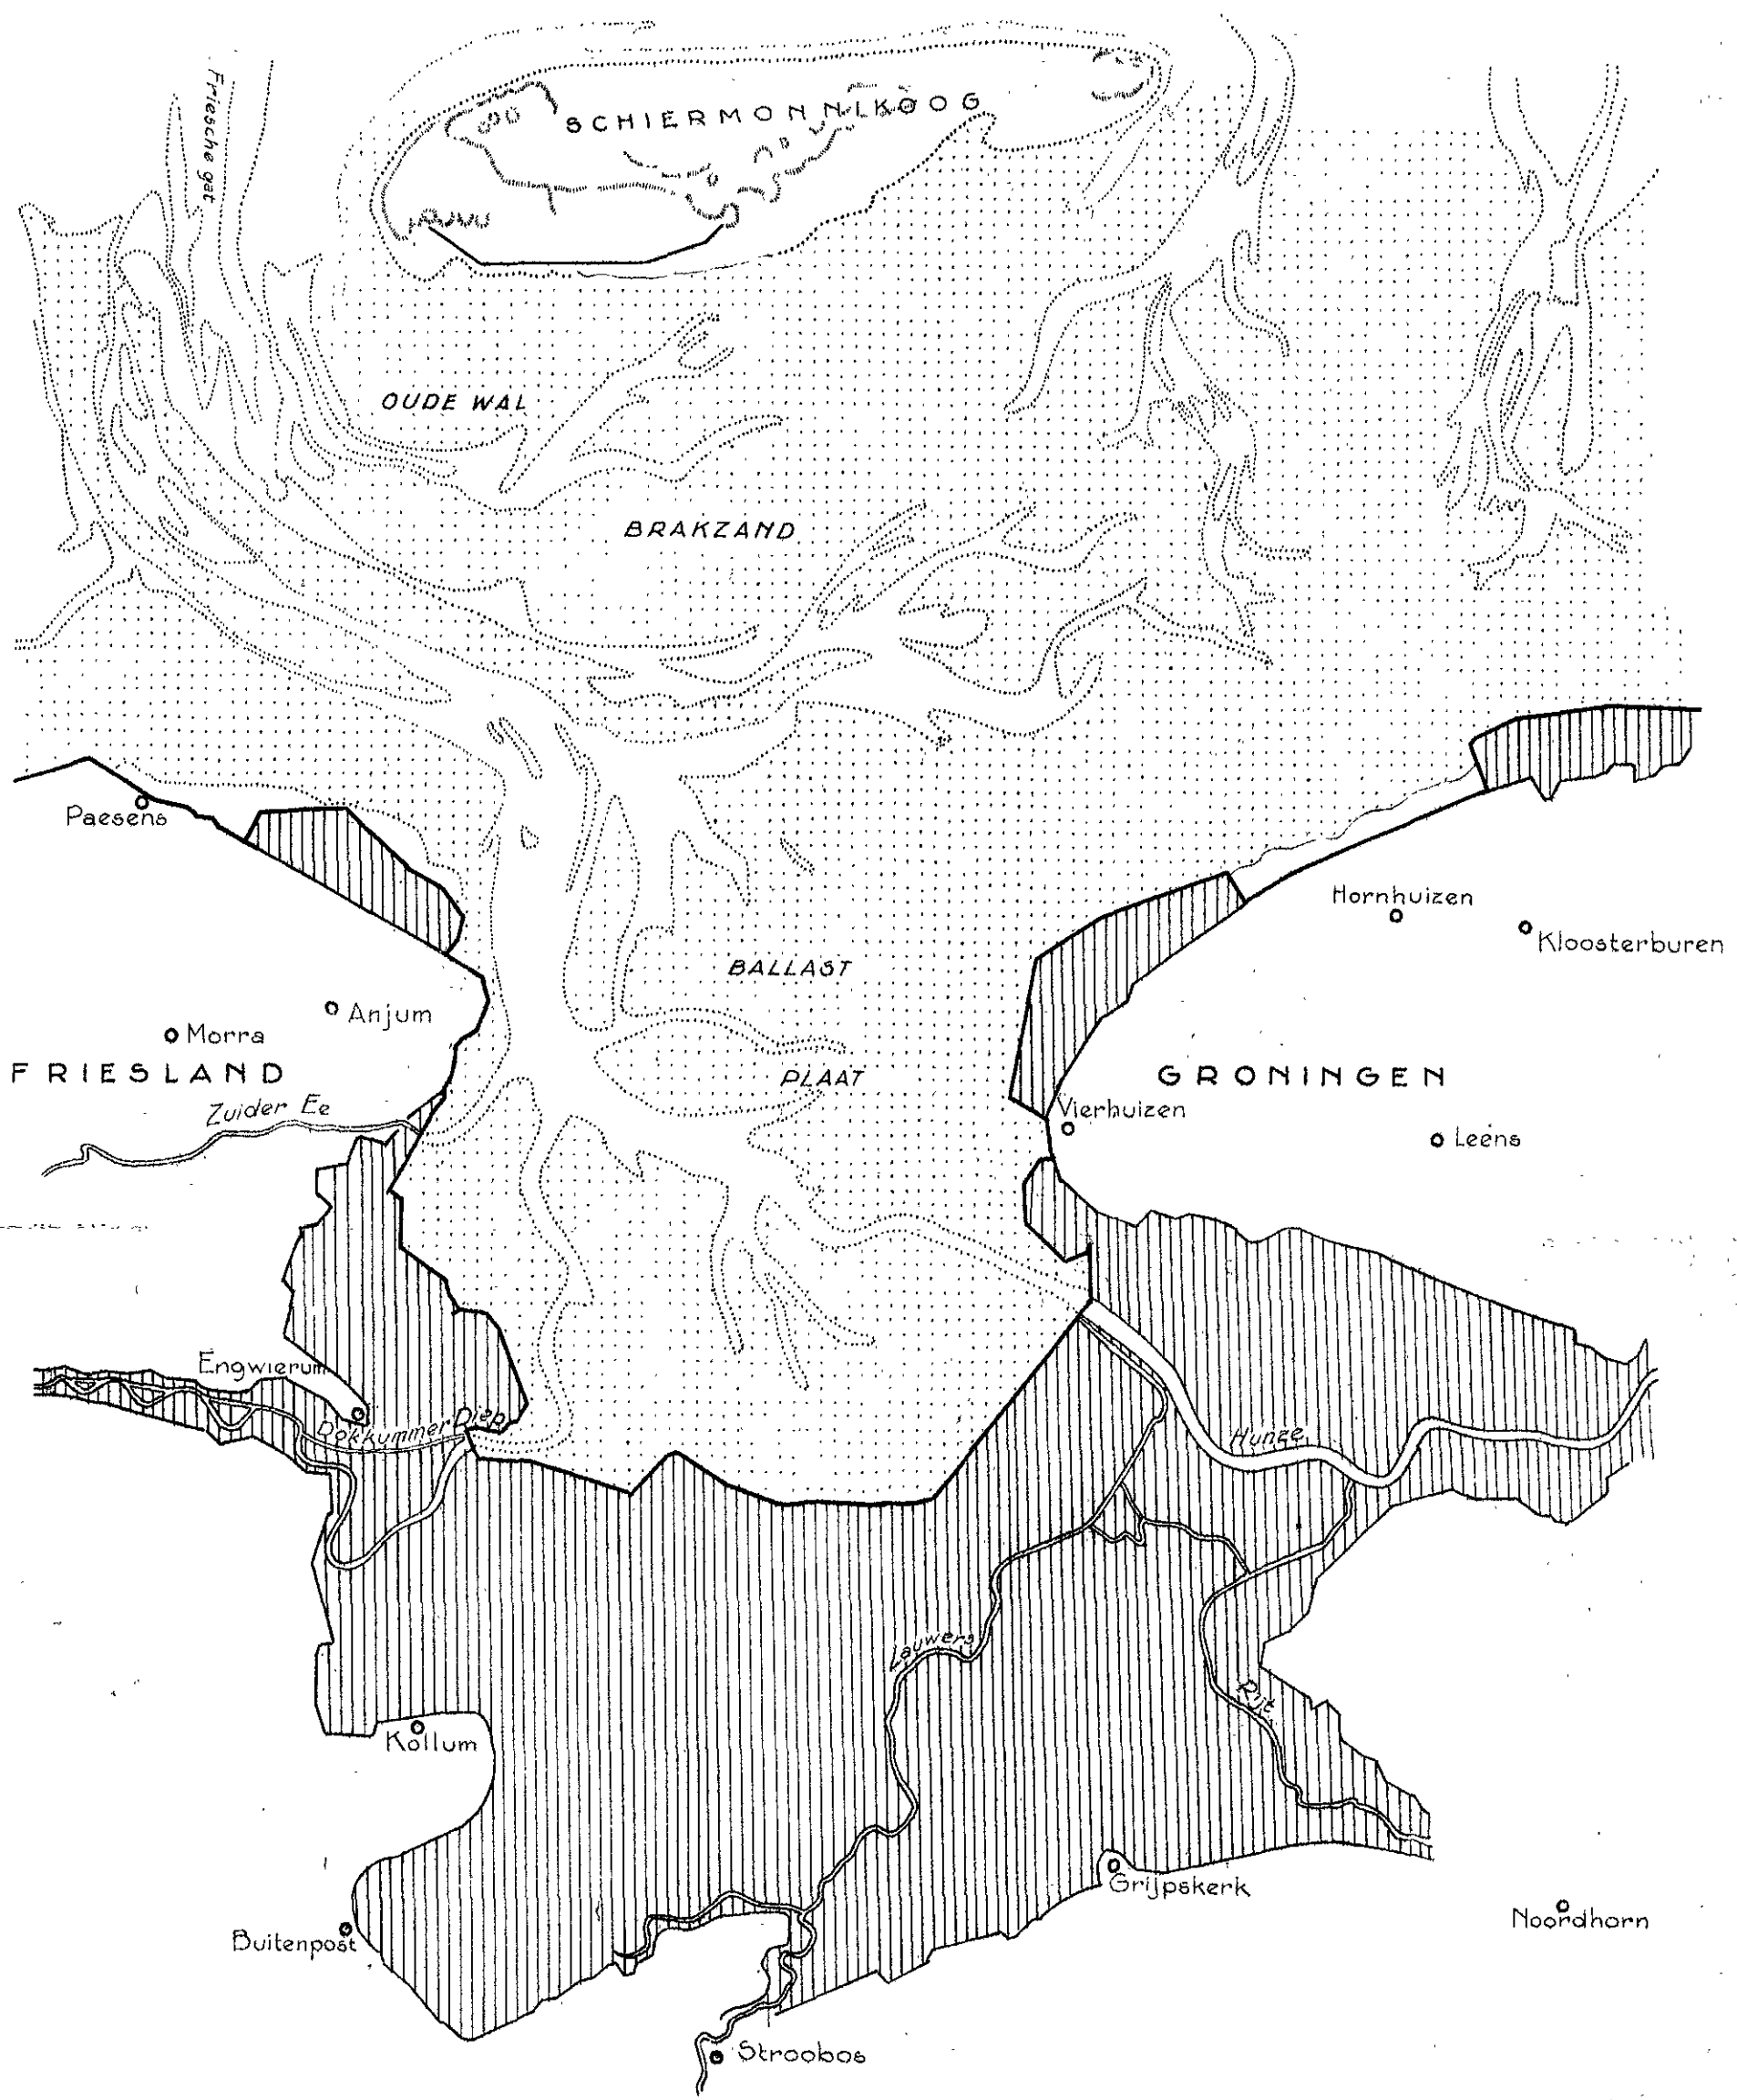 Friesche gat
SCHIERMONNIKOOG
OUDE WAL
BRAKZAND
Paesens
Hornhuizen
Kloosterburen
BALLAST
Anjum
Morra
FRIESLAND
PLAAT
GRONINGEN
Zuider Ee
Vierhuizen
Leens
Engwierum
Dokkummer Diep
Hunze
Lauwers
Ruit
Kollum
Grijpskerk
Noordhorn
Buitenpost
Stroobos